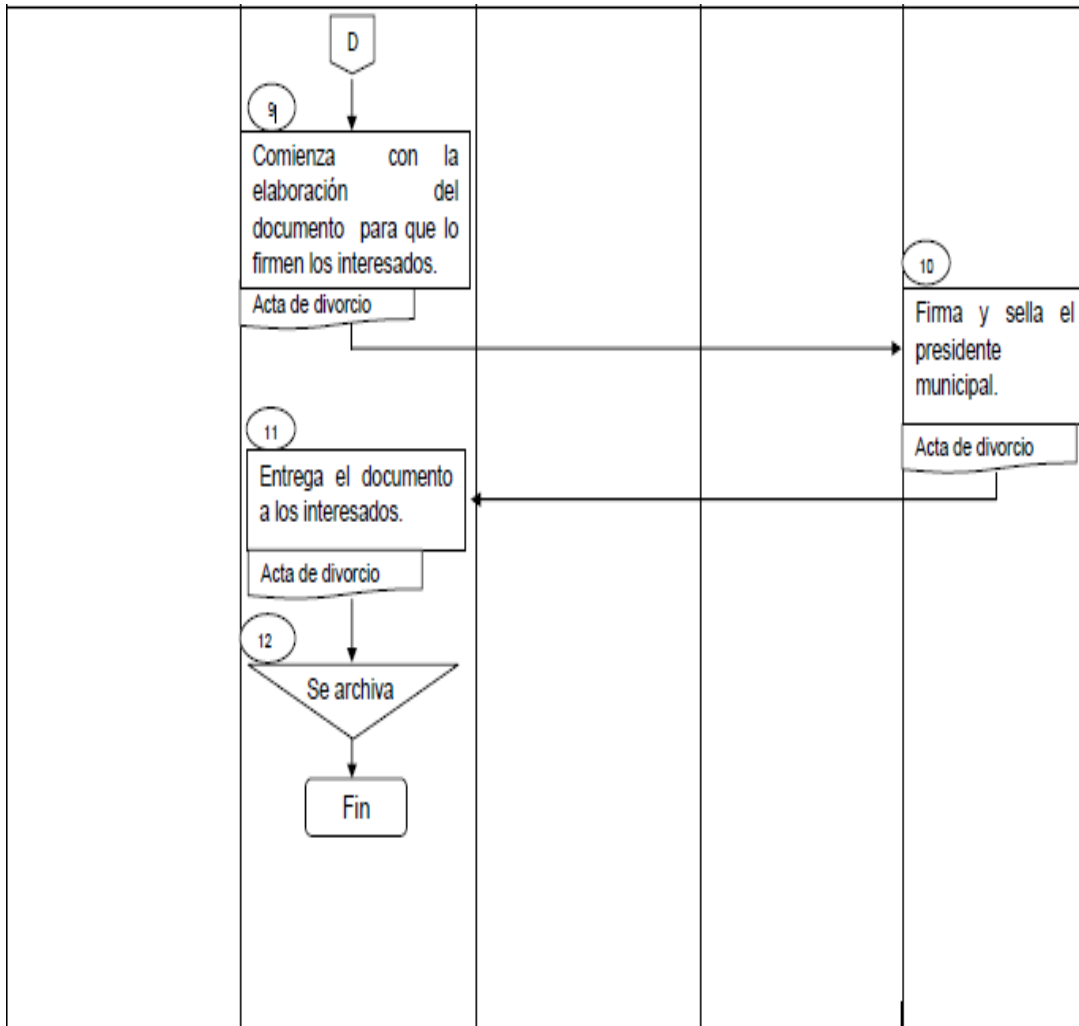 D
9
Comienza con la
elaboración del
documento para que lo
firmen los interesados.
Acta de divorcio
10
Firma y sella el
presidente
municipal.
Acta de divorcio
11
Entrega el documento
a los interesados.
Acta de divorcio
12
Se archiva
Fin